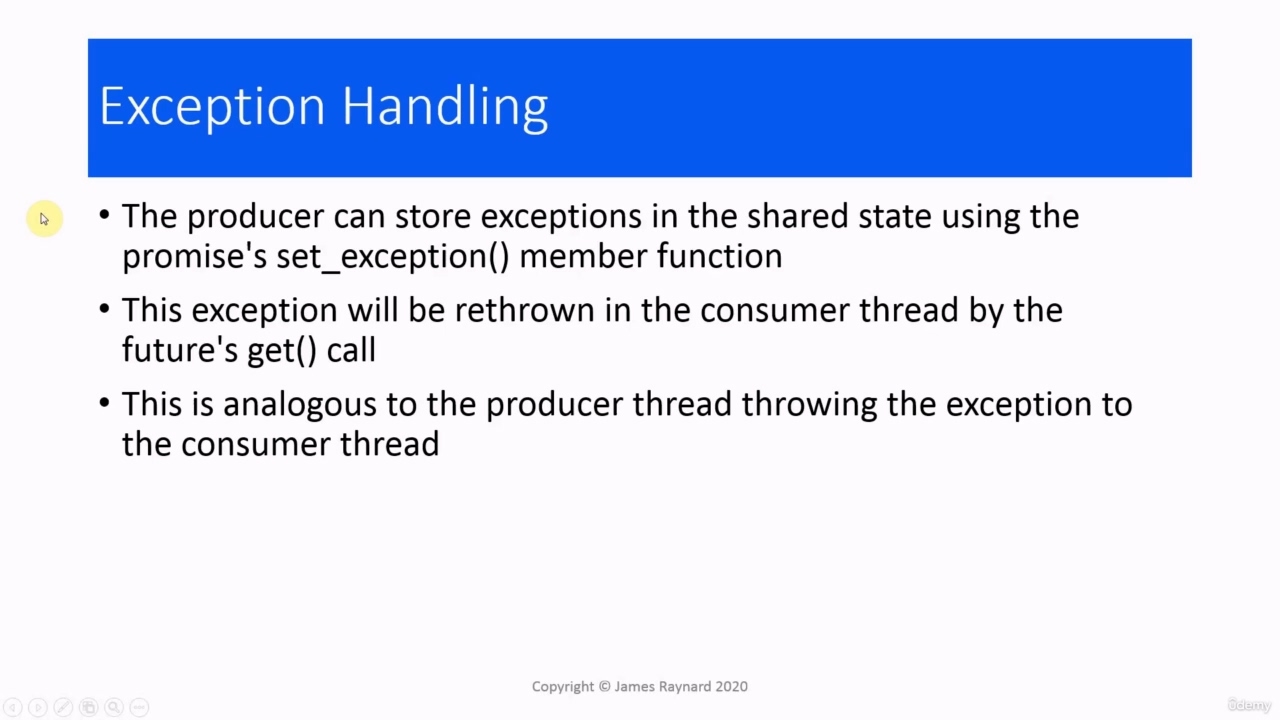 Exception Handling
• The producer can store exceptions in the shared state using the
promise's set_exception() member function
• This exception will be rethrown in the consumer thread by the
future's get() call
• This is analogous to the producer thread throwing the exception to
the consumer thread
Copyright © James Raynard 2020
ûdemy